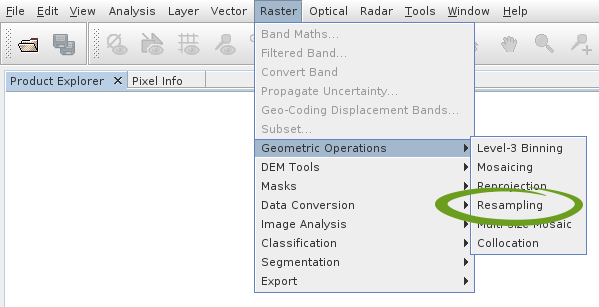 File Edit View Analysis Layer Vector Raster Optical Radar Tools Window Help
Product Explorer Pixel Info
Band Maths...
Filtered Band...
Convert Band
Propagate Uncertainty...
Geo-Coding Displacement Bands...
Subset...
Geometric Operations
DEM Tools
Masks
Data Conversion
Image Analysis
Classification
Segmentation
Export
Level-3 Binning
Mosaicing
Reprojection
Resampling
Multi-size Mosaic
Collocation